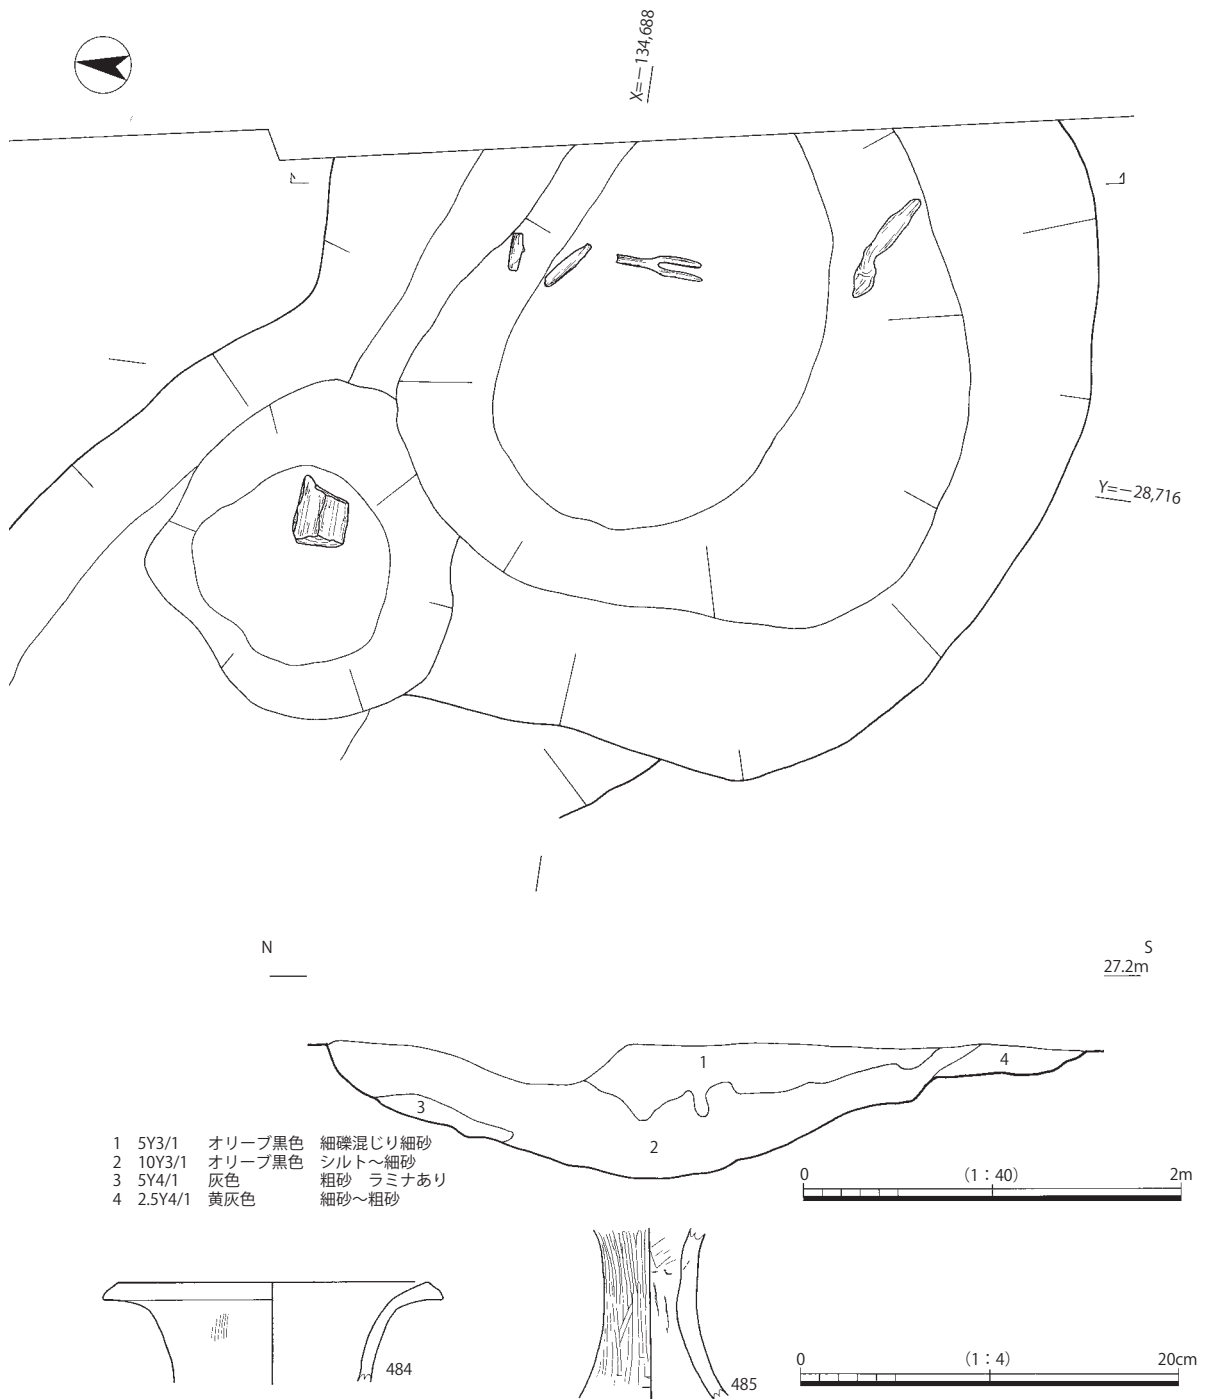 X=－134,688
Y=－28,716
N
S
27.2m
1
4
3
2
1 5Y3/1 オリーブ黒色 細礫混じり細砂
2 10Y3/1 オリーブ黒色 シルト～細砂
3 5Y4/1 灰色 粗砂 ラミナあり
4 2.5Y4/1 黄灰色 細砂～粗砂
0 (1：40) 2m
484
485
0 (1：4) 20cm